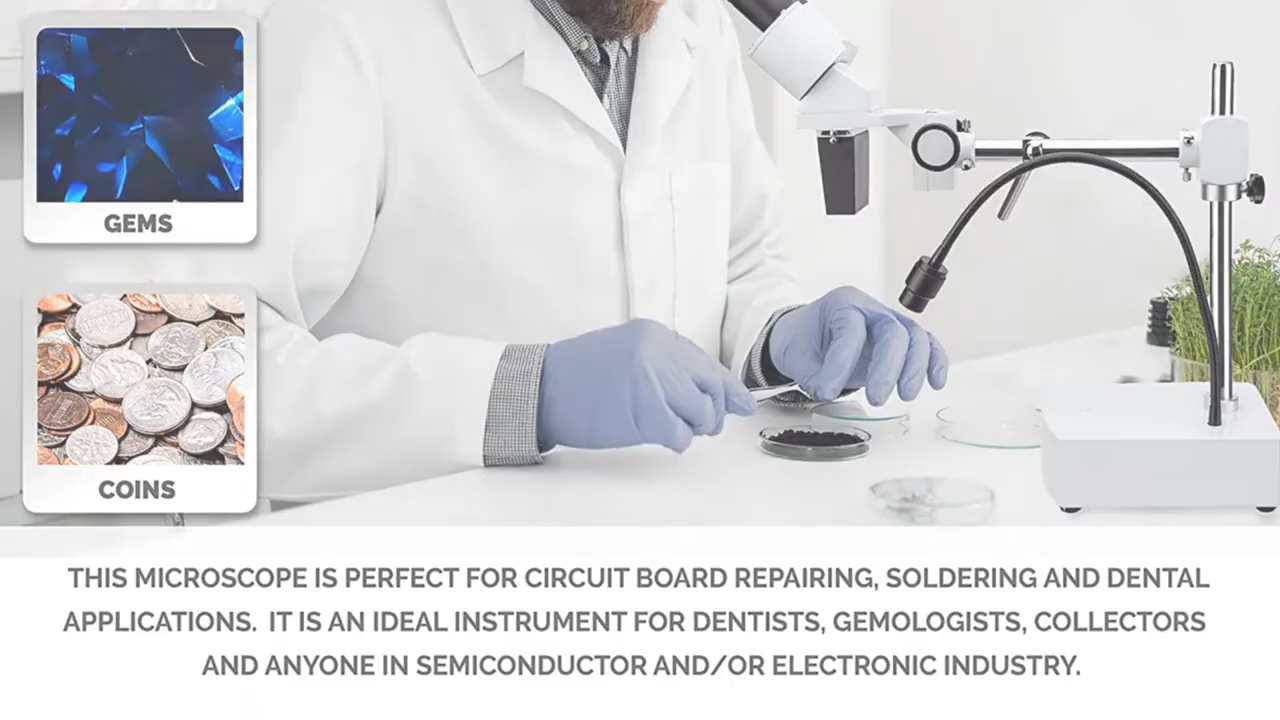 GEMS
COINS
THIS MICROSCOPE IS PERFECT FOR CIRCUIT BOARD REPAIRING, SOLDERING AND DENTAL
APPLICATIONS. IT IS AN IDEAL INSTRUMENT FOR DENTISTS, GEMOLOGISTS, COLLECTORS
AND ANYONE IN SEMICONDUCTOR AND/OR ELECTRONIC INDUSTRY.